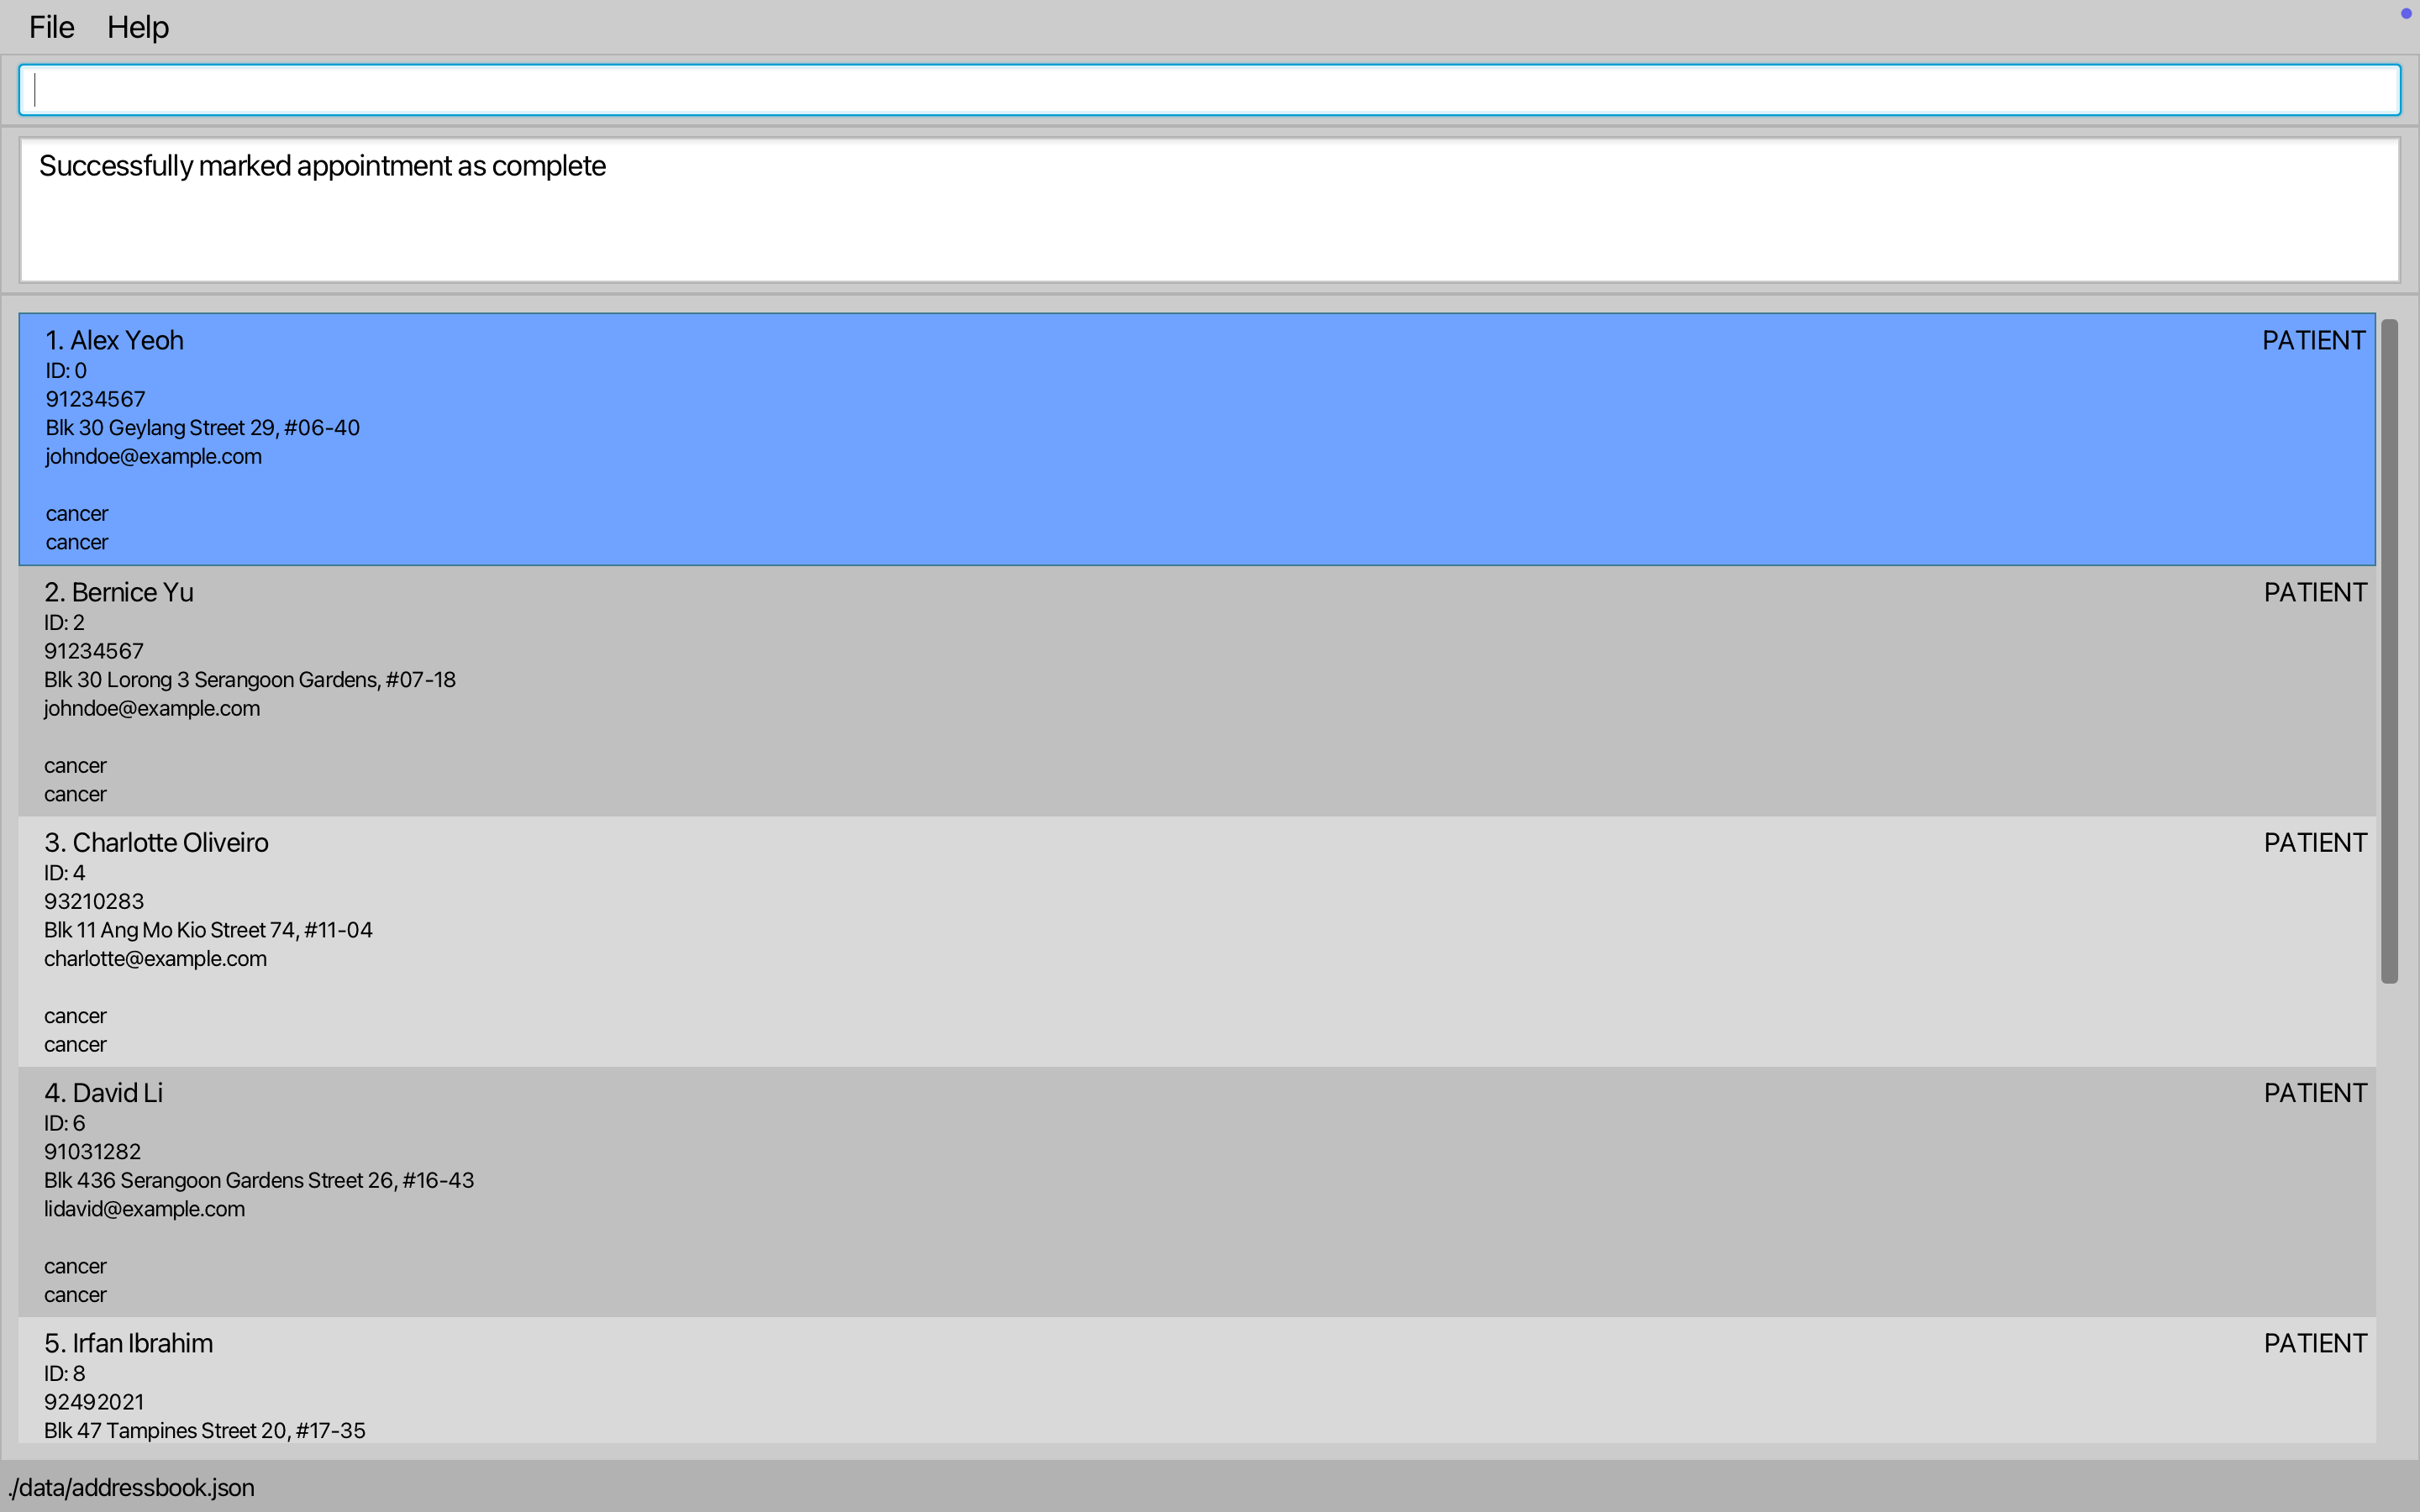 File Help
Successfully marked appointment as complete
1. Alex Yeoh PATIENT
ID: 0
91234567
Blk 30 Geylang Street 29, #06-40
johndoe@example.com
cancer
cancer
2. Bernice Yu PATIENT
ID: 2
91234567
Blk 30 Lorong 3 Serangoon Gardens, #07-18
johndoe@example.com
cancer
cancer
3. Charlotte Oliveiro PATIENT
ID: 4
93210283
Blk 11 Ang Mo Kio Street 74, #11-04
charlotte@example.com
cancer
cancer
4. David Li PATIENT
ID: 6
91031282
Blk 436 Serangoon Gardens Street 26, #16-43
lidavid@example.com
cancer
cancer
5. Irfan Ibrahim PATIENT
ID: 8
92492021
Blk 47 Tampines Street 20, #17-35
./data/addressbook.json